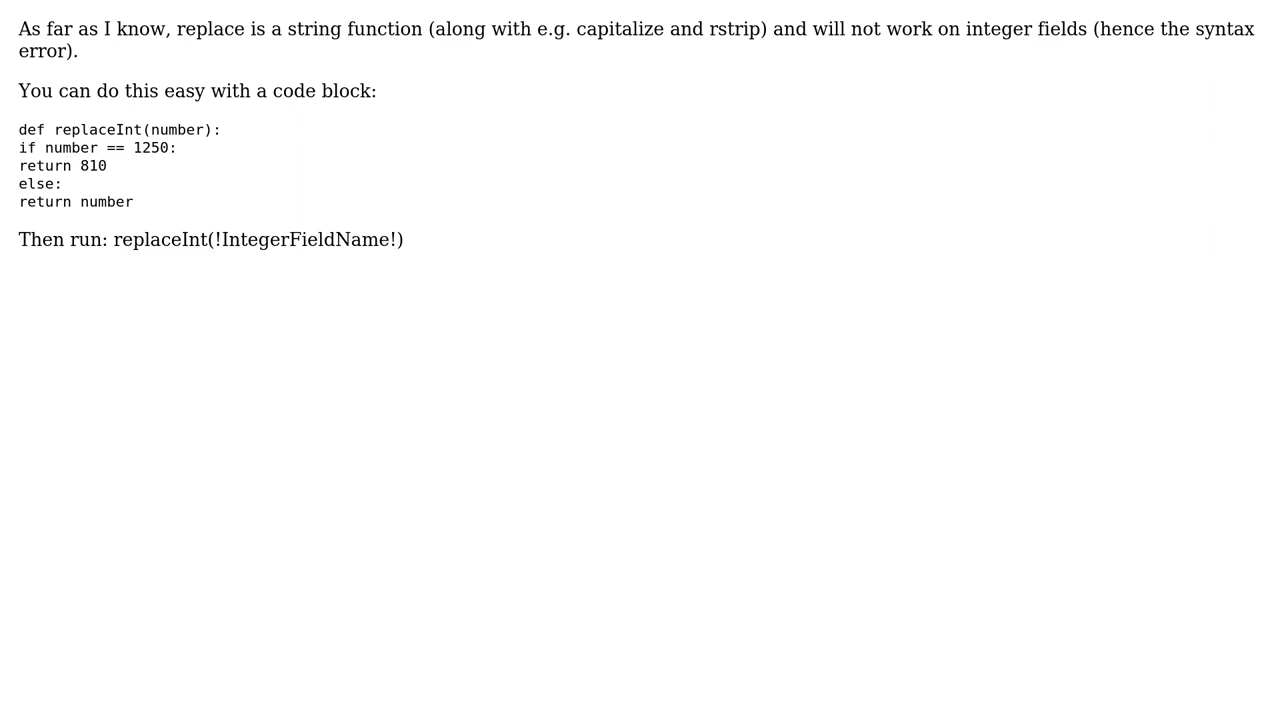 As far as I know, replace is a string function (along with e.g. capitalize and rstrip) and will not work on integer fields (hence the syntax
error).
You can do this easy with a code block:
def replaceInt(number):
if number == 1250:
return 810
else:
return number
Then run: replaceInt(!IntegerFieldName!)